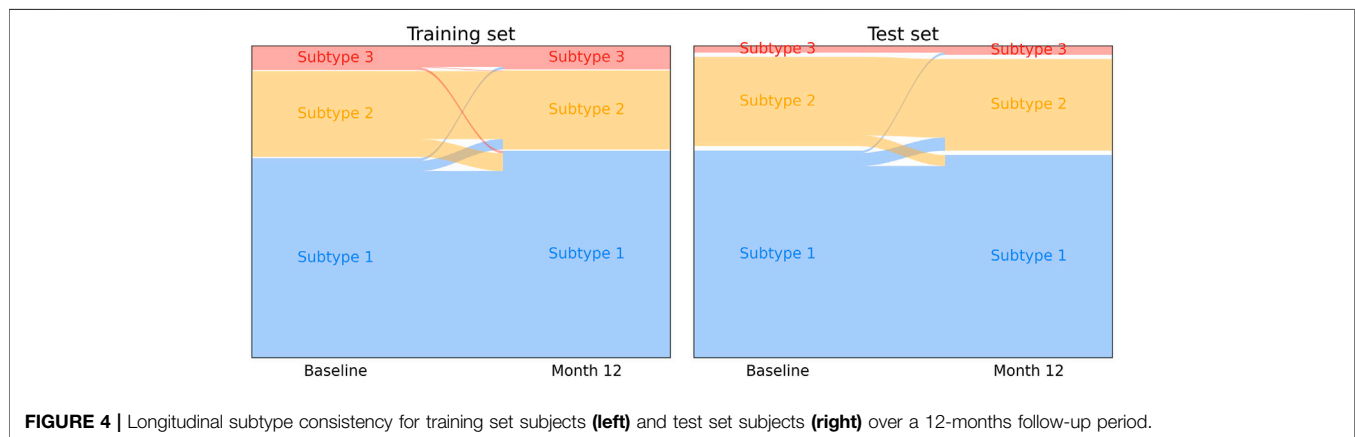 Training set
Test set
Subtype 3
Subtype 3
Subtype 3
Subtype 3
Subtype 2
Subtype 2
Subtype 2
Subtype 2
Subtype 1
Subtype 1
Subtype 1
Subtype 1
Baseline
Month 12
Baseline
Month 12
FIGURE 4 | Longitudinal subtype consistency for training set subjects (left) and test set subjects (right) over a 12-months follow-up period.